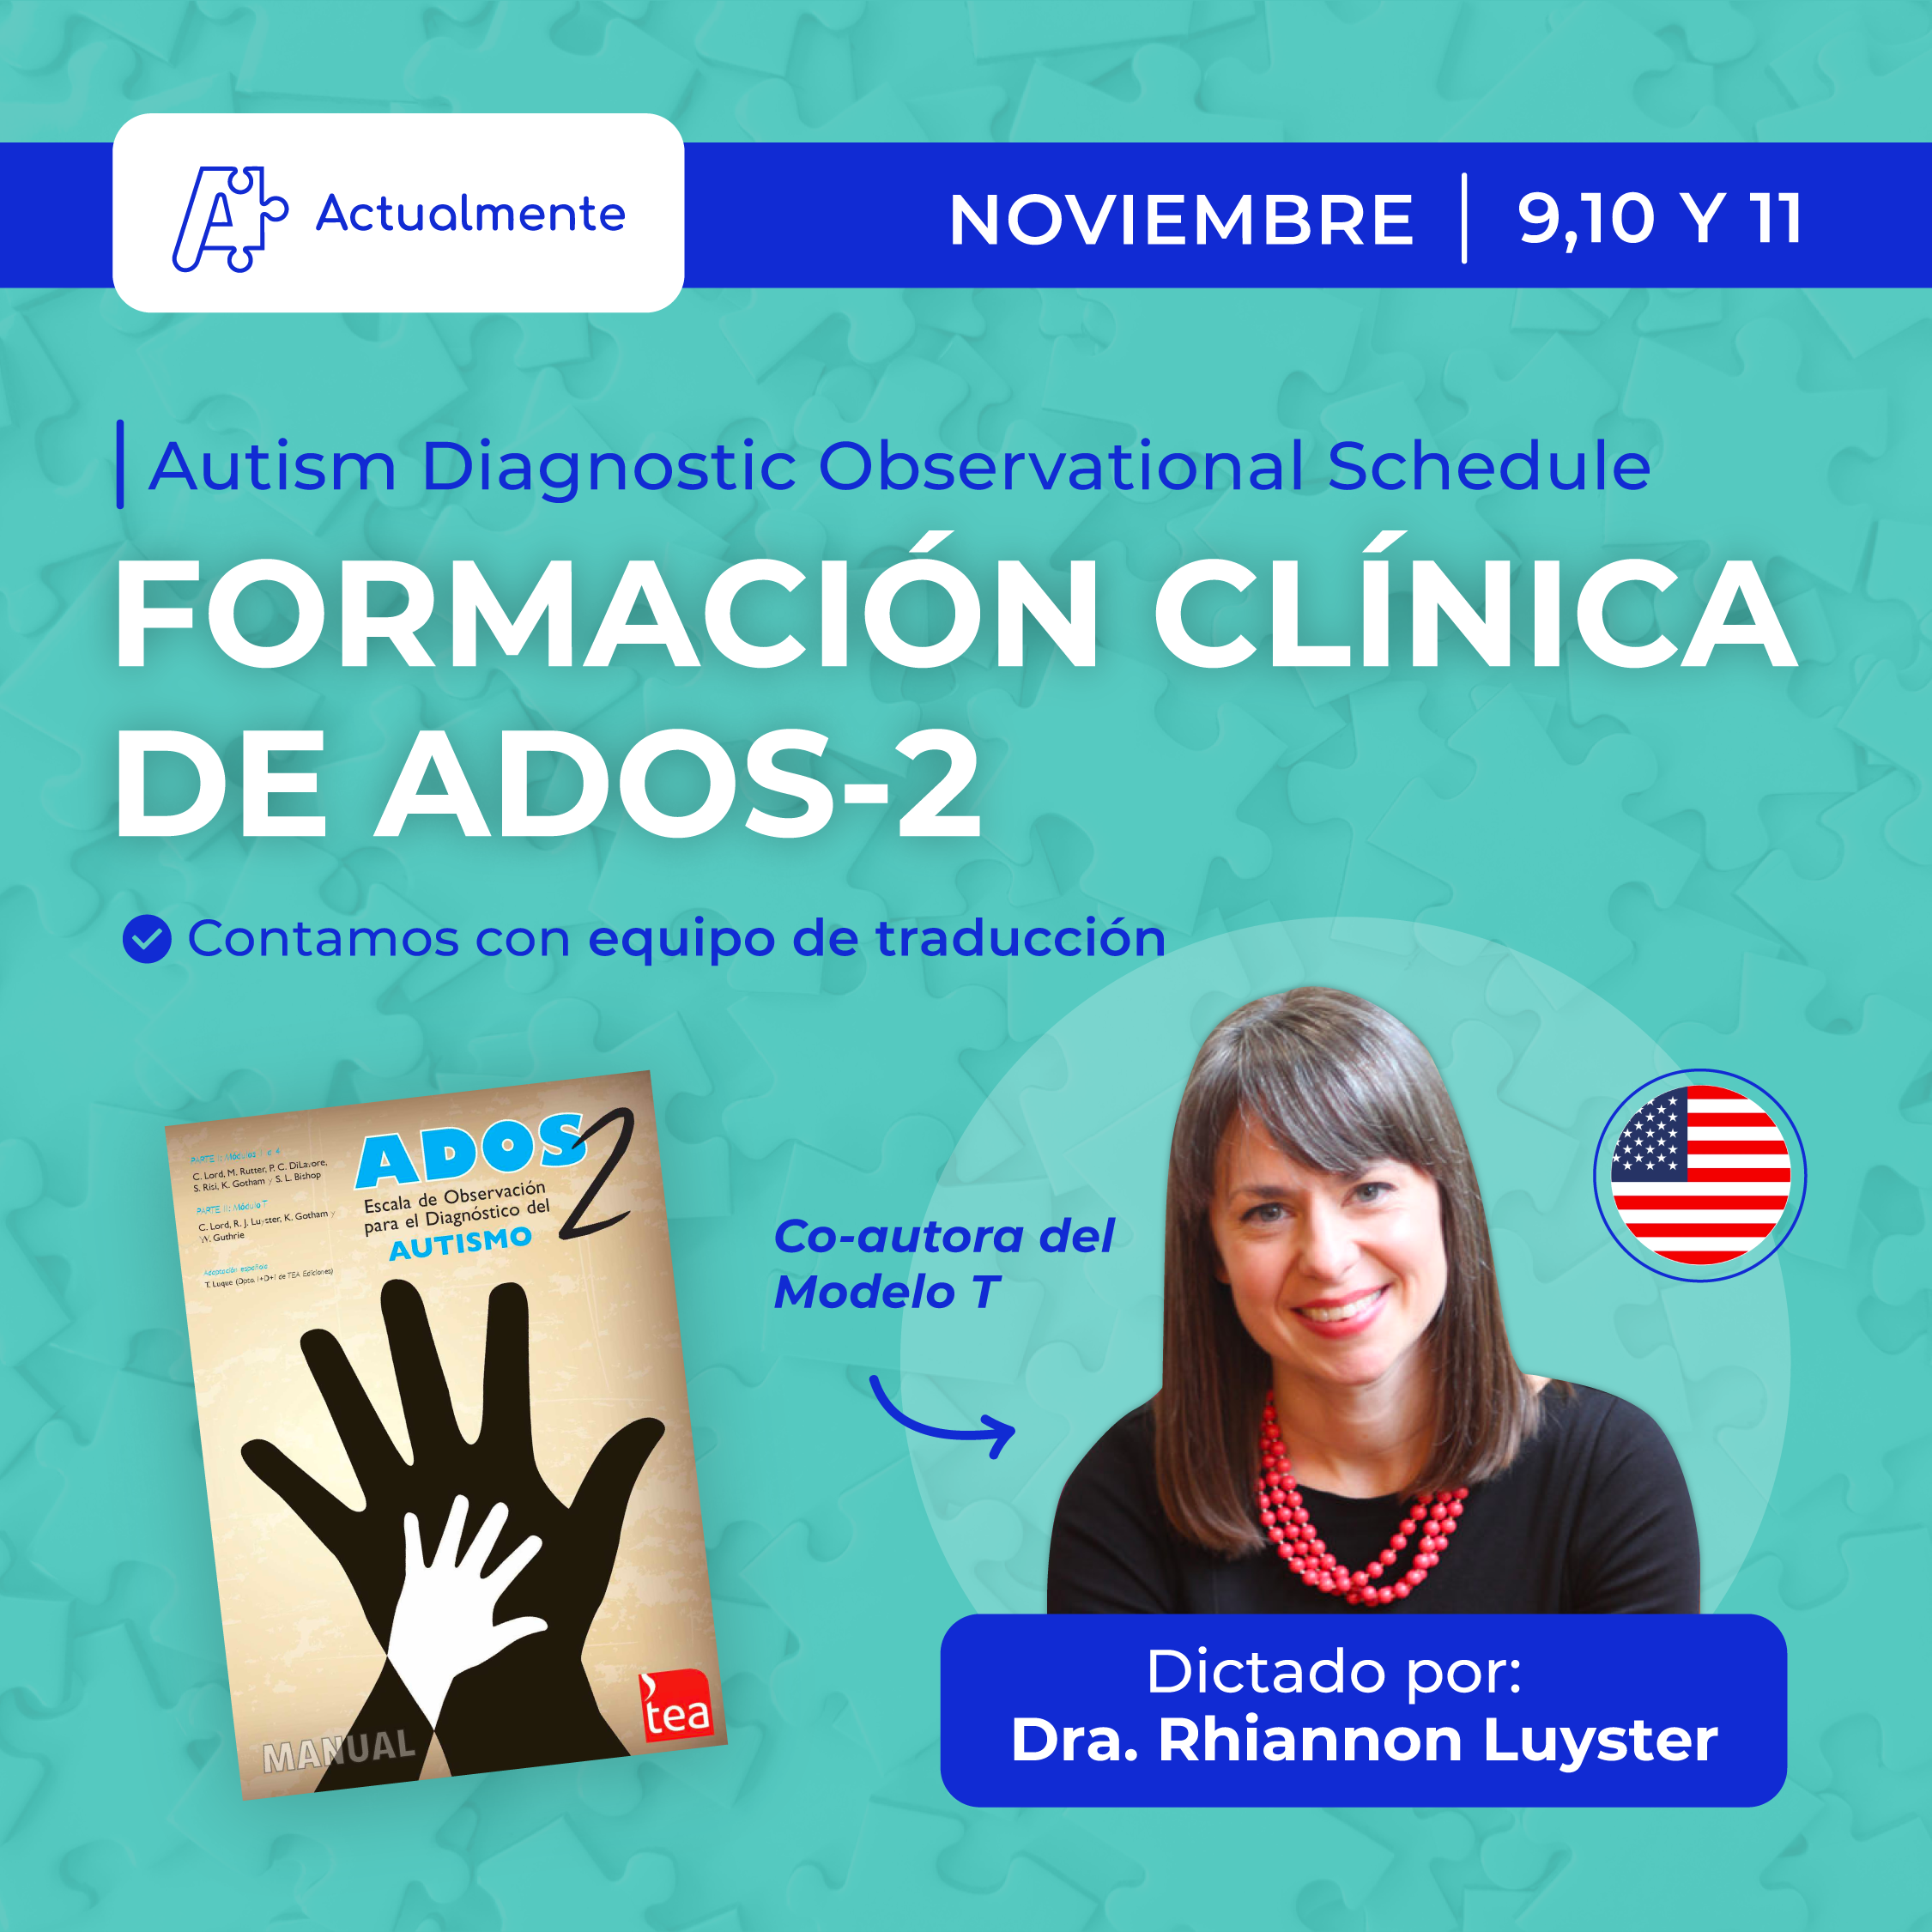 Actualmente
NOVIEMBRE | 9,10 Y 11
Autism Diagnostic Observational Schedule
FORMACIÓN CLÍNICA
DE ADOS-2
Contamos con equipo de traducción
PARTE I: Módulos 1 a 4
C. Lord, M. Rutter, P. C. DiLavore,
S. Risi, K. Gotham y S. L. Bishop
PARTE II: Módulo T
C. Lord, R. J. Luyster, K. Gotham y
W. Guthrie
Adaptación española
T. Luque (Dpto. I+D+I de TEA Ediciones)
ADOS2
Escala de Observación
para el Diagnóstico del
AUTISMO
MANUAL
tea
Co-autora del
Modelo T
Dictado por:
Dra. Rhiannon Luyster